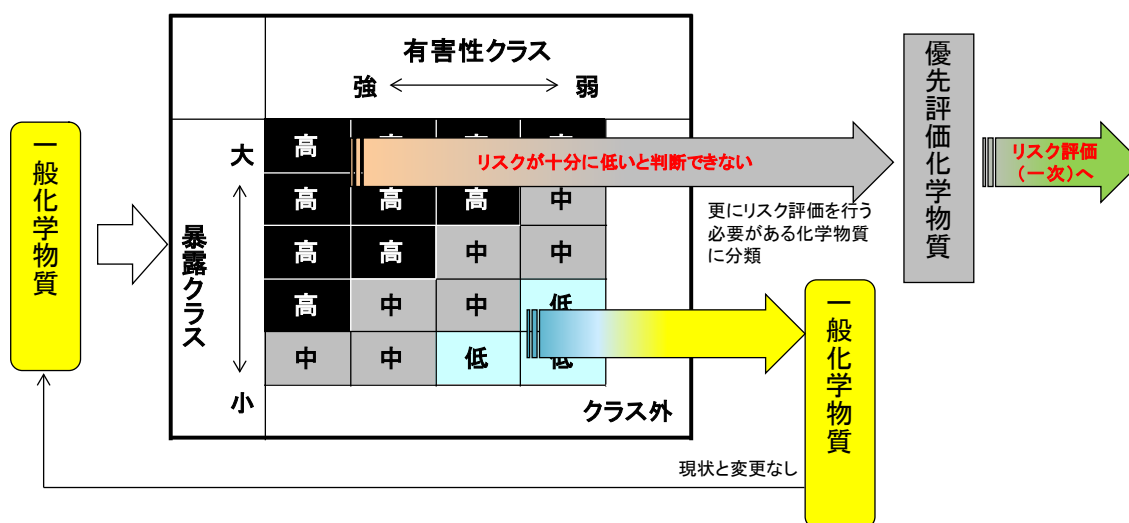 有害性クラス
強
弱
一般化学物質
暴露クラス
大
小
高
リスクが十分に低いと判断できない
高 高 高 中
高 高 中 中
高 中 中 低
中 中 低 低
クラス外
更にリスク評価を行う
必要がある化学物質
に分類
優先評価化学物質
リスク評価
(一次)へ
一般化学物質
現状と変更なし